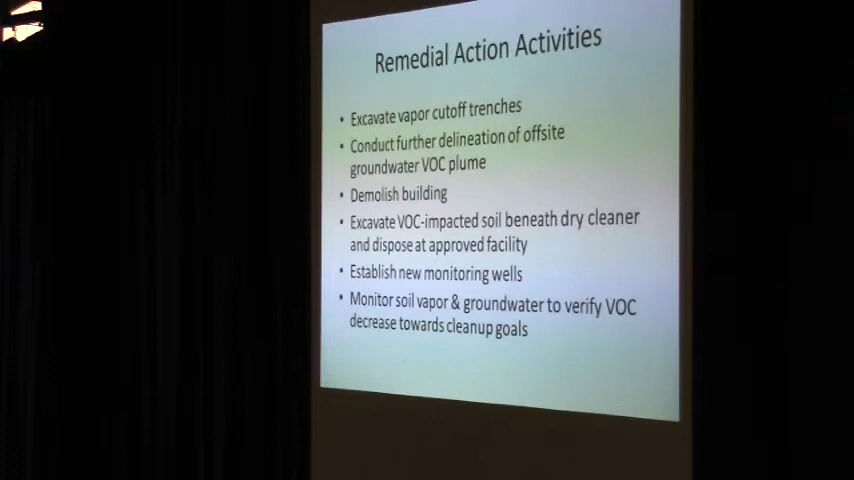 Remedial Action Activities
• Excavate vapor cutoff trenches
• Conduct further delineation of offsite
groundwater VOC plume
• Demolish building
• Excavate VOC-impacted soil beneath dry cleaner
and dispose at approved facility
• Establish new monitoring wells
• Monitor soil vapor & groundwater to verify VOC
decrease towards cleanup goals